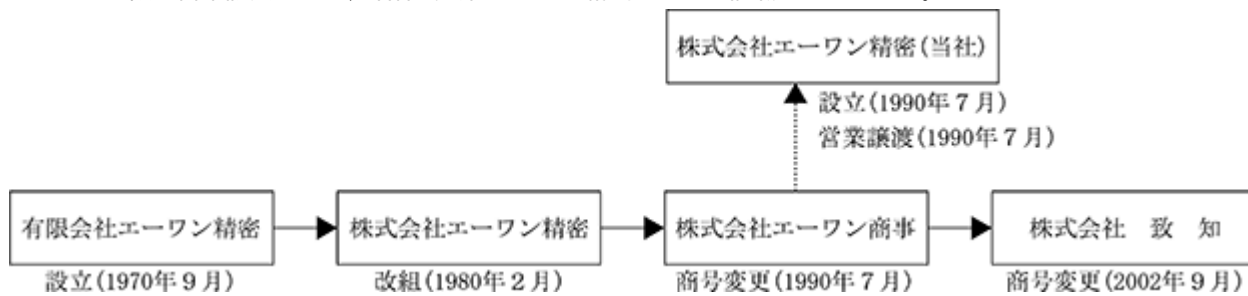 株式会社エーワン精密(当社)
設立(1990年7月)
営業譲渡(1990年7月)
有限会社エーワン精密
株式会社エーワン精密
株式会社エーワン商事
株式会社 致 知
設立(1970年9月)
改組(1980年2月)
商号変更(1990年7月)
商号変更(2002年9月)